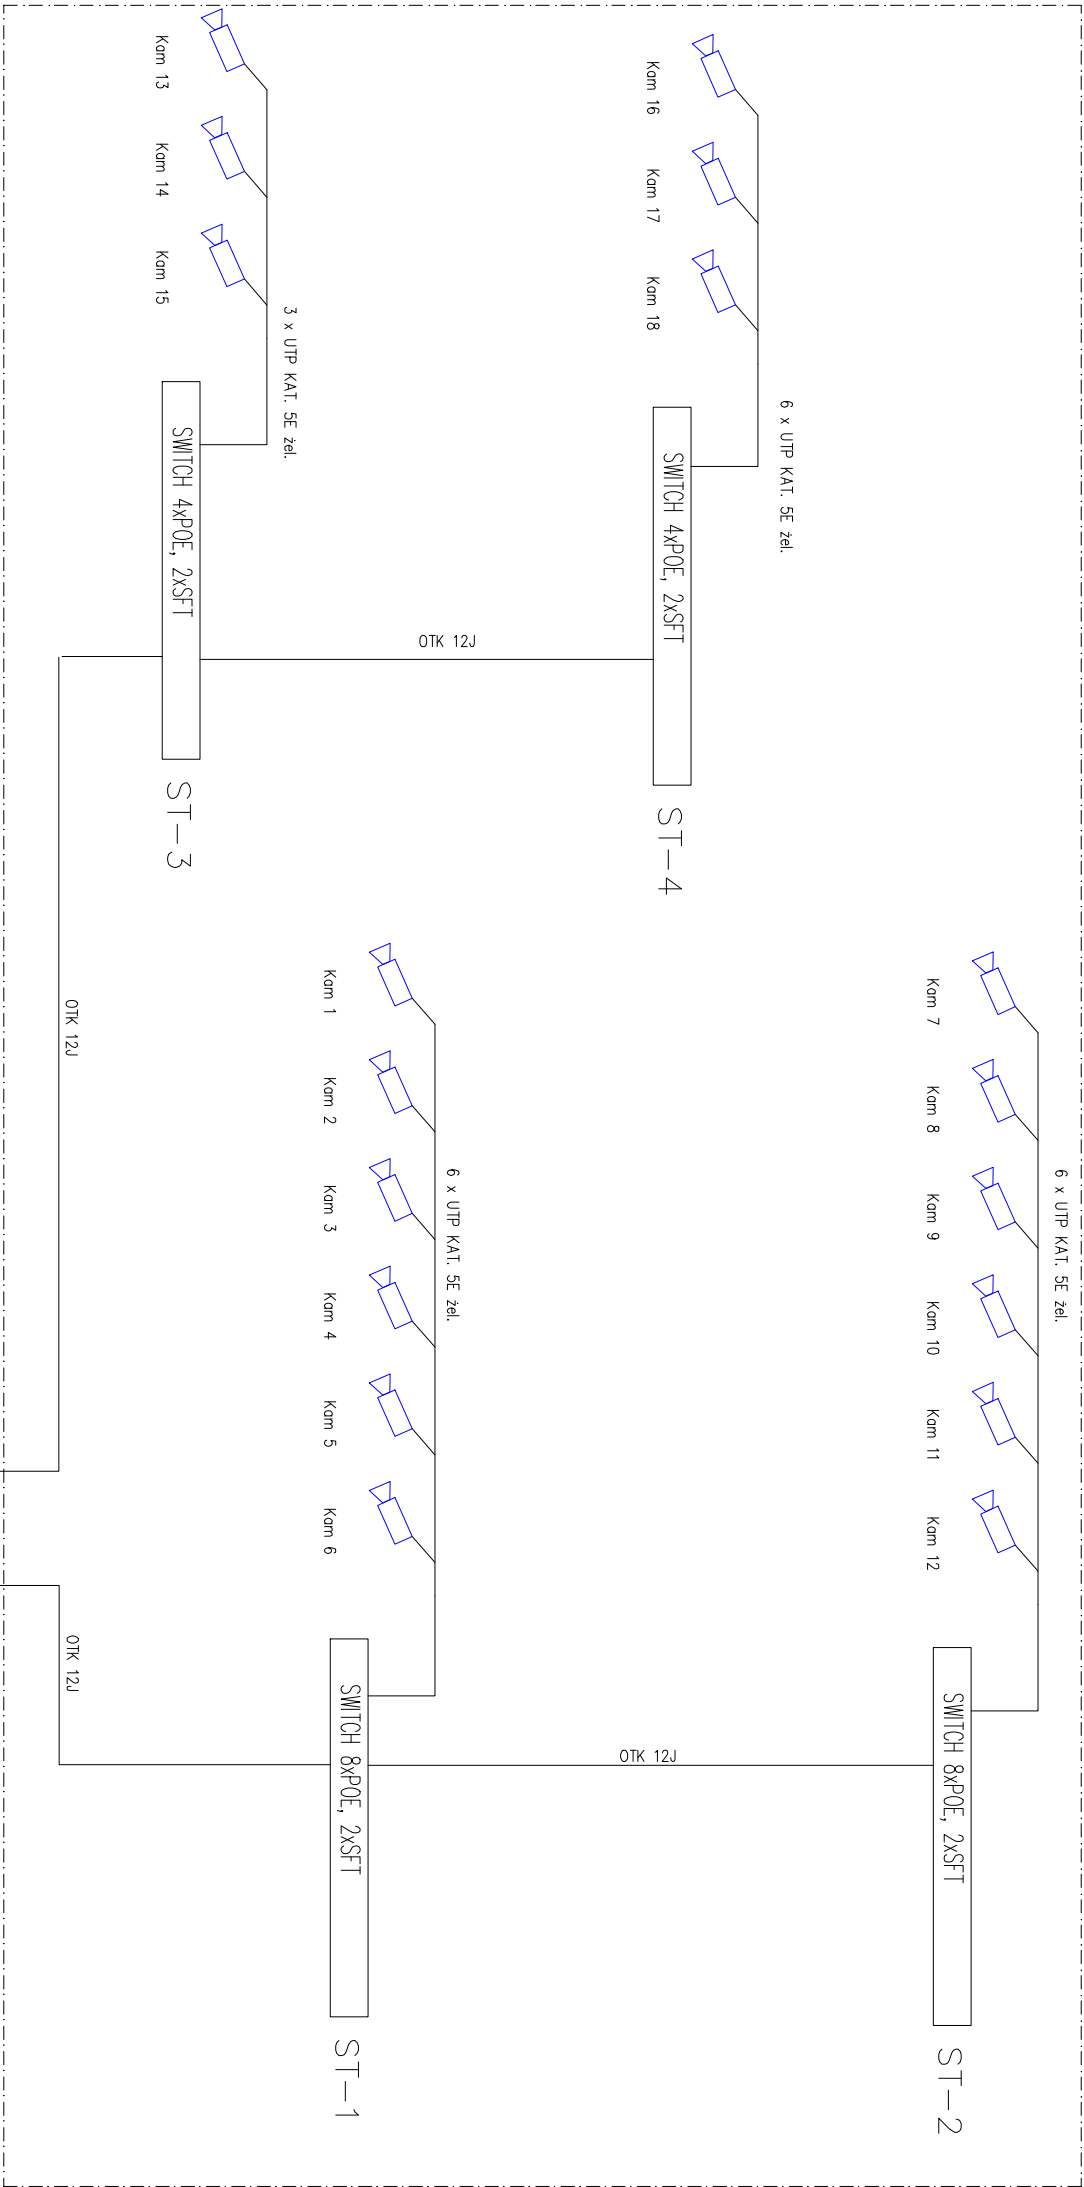 6 x UTP KAT. 5E żel.
Kam 7
Kam 8
Kam 9
Kam 10
Kam 11
Kam 12
SWITCH 8xPOE, 2xSFT
ST-2
6 x UTP KAT. 5E żel.
Kam 16
Kam 17
Kam 18
SWITCH 4xPOE, 2xSFT
ST-4
OTK 12J
OTK 12J
6 x UTP KAT. 5E żel.
Kam 1
Kam 2
Kam 3
Kam 4
Kam 5
Kam 6
SWITCH 8xPOE, 2xSFT
ST-1
3 x UTP KAT. 5E żel.
Kam 13
Kam 14
Kam 15
SWITCH 4xPOE, 2xSFT
ST-3
OTK 12J
OTK 12J